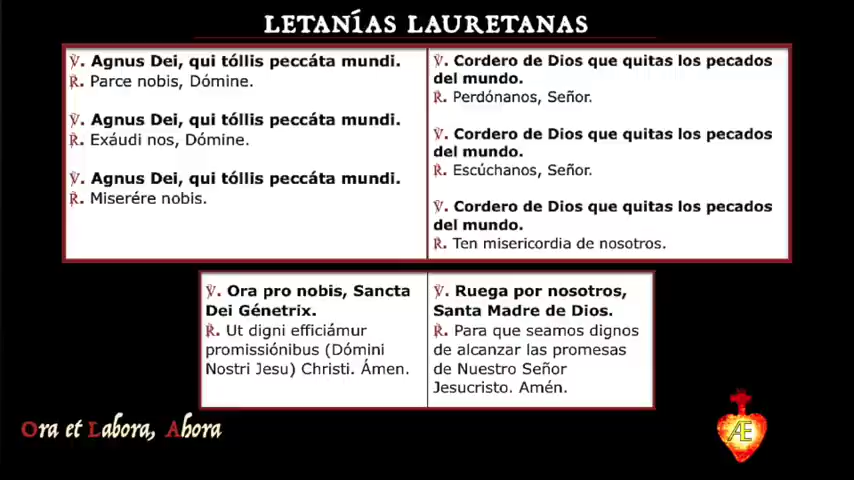 LETANÍAS LAURETANAS
℣. Agnus Dei, qui tóllis peccáta mundi.
℟. Parce nobis, Dómine.
℣. Agnus Dei, qui tóllis peccáta mundi.
℟. Exáudi nos, Dómine.
℣. Agnus Dei, qui tóllis peccáta mundi.
℟. Miserére nobis.
℣. Cordero de Dios que quitas los pecados
del mundo.
℟. Perdónanos, Señor.
℣. Cordero de Dios que quitas los pecados
del mundo.
℟. Escúchanos, Señor.
℣. Cordero de Dios que quitas los pecados
del mundo.
℟. Ten misericordia de nosotros.
℣. Ora pro nobis, Sancta
Dei Génetrix.
℟. Ut digni efficiámur
promissiónibus (Dómini
Nostri Jesu) Christi. Ámen.
℣. Ruega por nosotros,
Santa Madre de Dios.
℟. Para que seamos dignos
de alcanzar las promesas
de Nuestro Señor
Jesucristo. Amén.
Ora et Labora, Ahora
Æ